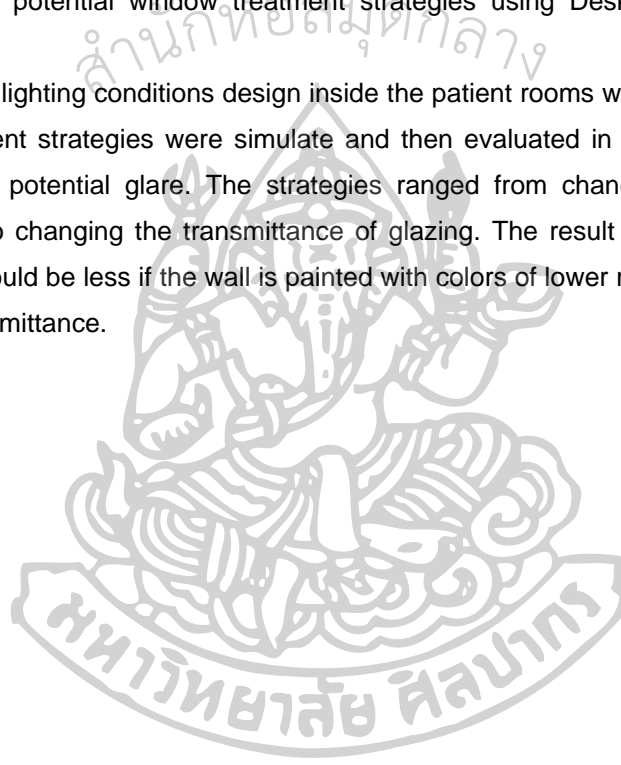 potential window treatment strategies using Desk
สำนักหอสมุดกลาง
lighting conditions design inside the patient rooms w
ent strategies were simulate and then evaluated in
potential glare. The strategies ranged from chan
o changing the transmittance of glazing. The result
ould be less if the wall is painted with colors of lower r
mittance.
มหาวิทยาลัย ศิลปากร